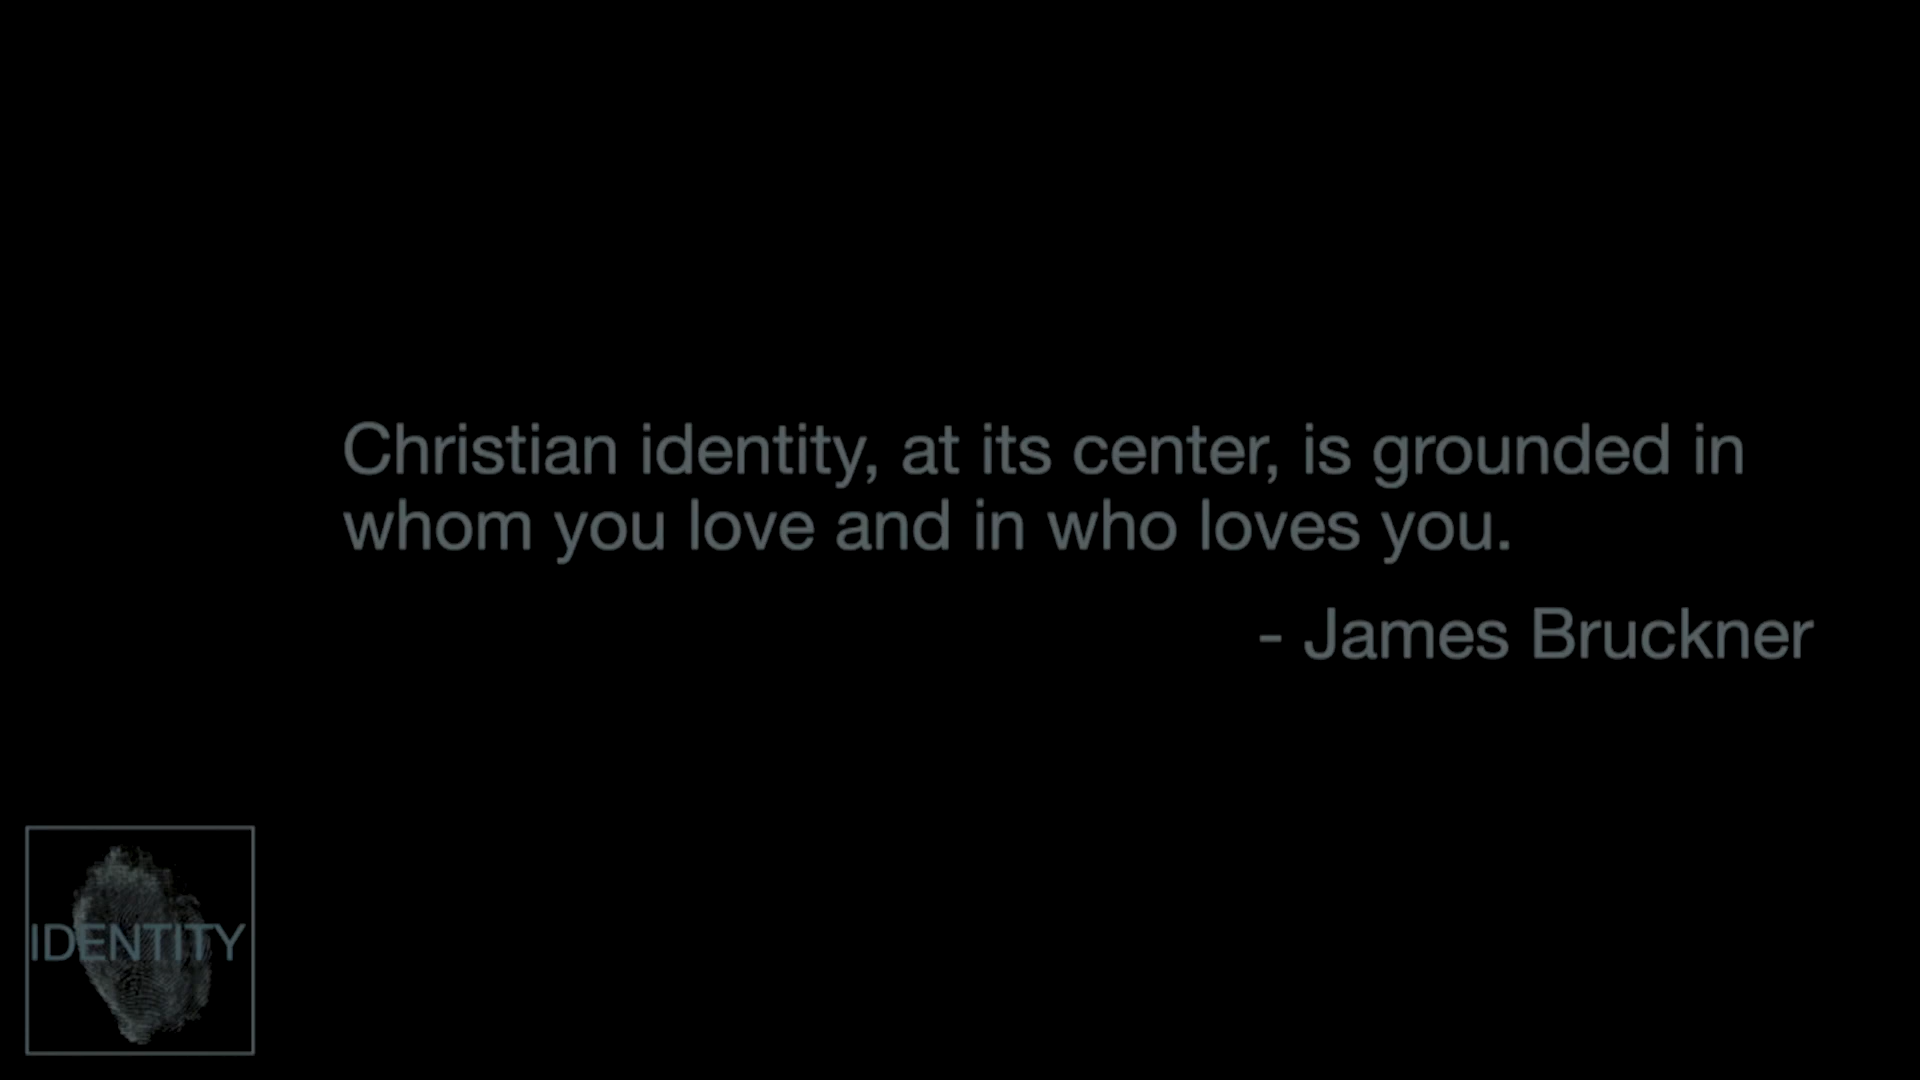 Christian identity, at its center, is grounded in
whom you love and in who loves you.
- James Bruckner
IDENTITY